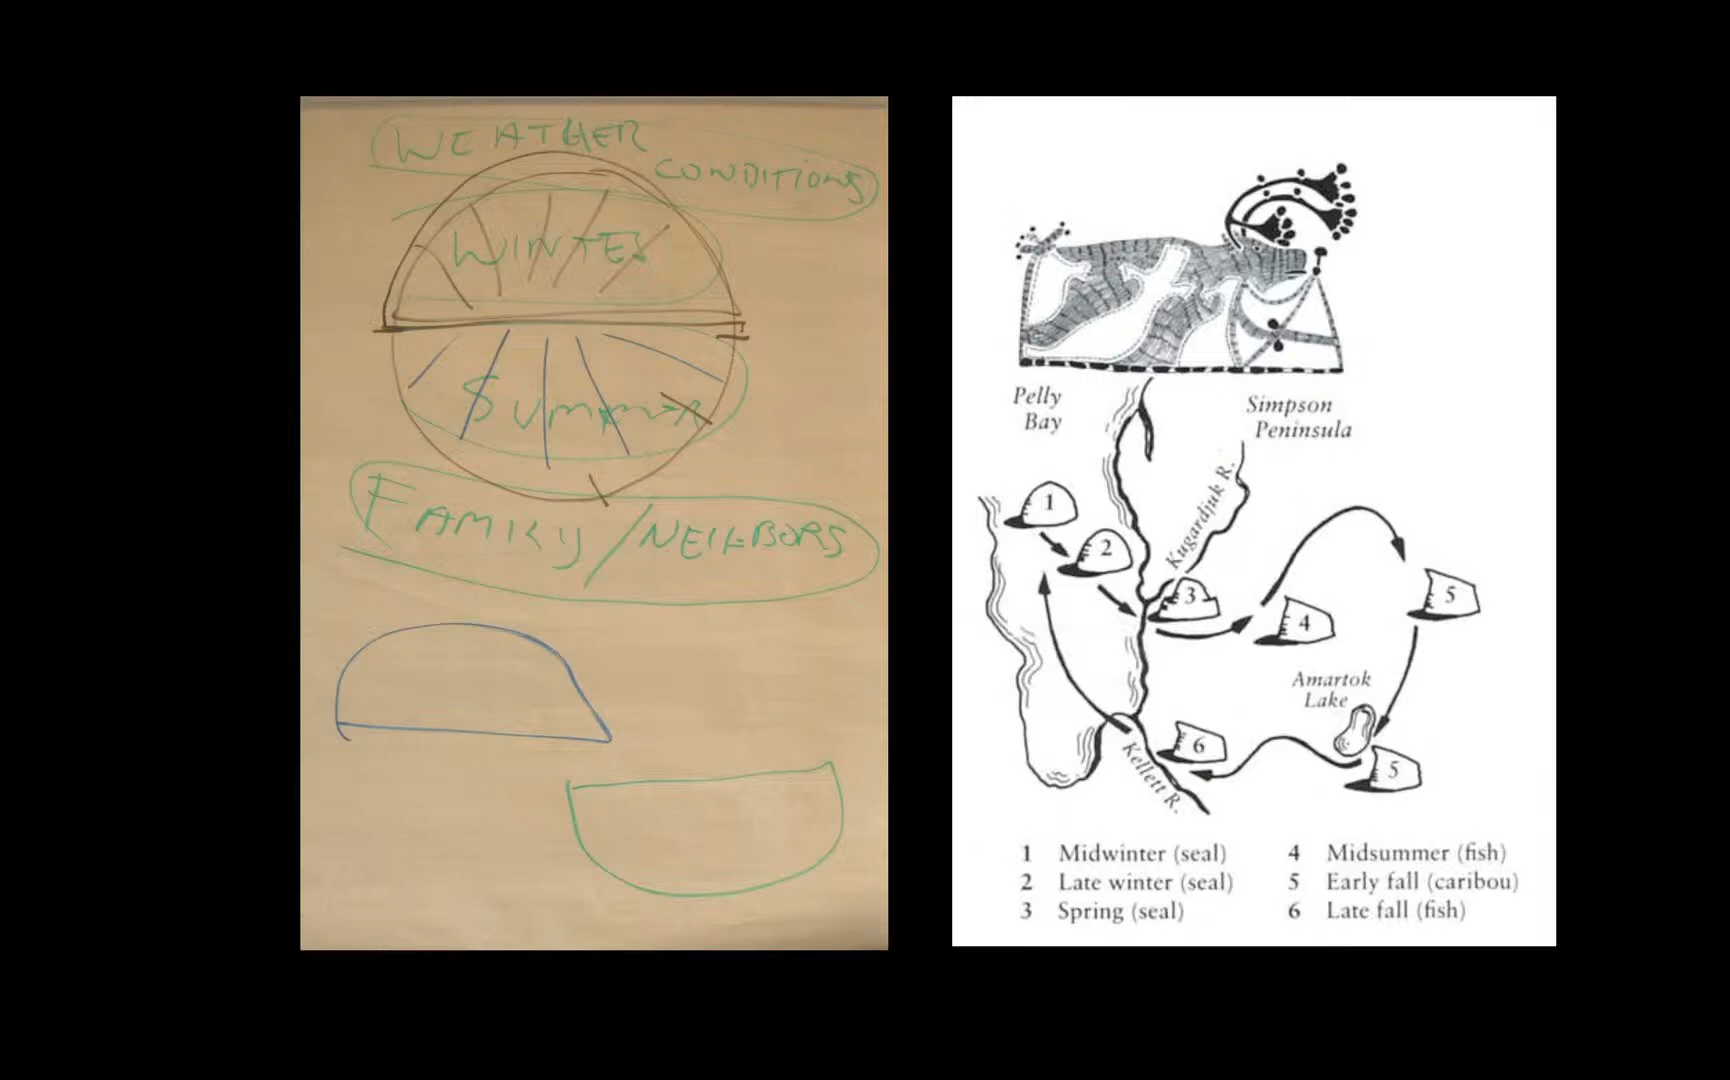 WEATHER
CONDITIONS
WINTER
SUMMER
FAMILY/NEIGBORS
Pelly
Bay
Simpson
Peninsula
Kugardjuk R.
1
2
3
4
5
Amartok
Lake
6
5
Kellett R.
1 Midwinter (seal)
2 Late winter (seal)
3 Spring (seal)
4 Midsummer (fish)
5 Early fall (caribou)
6 Late fall (fish)